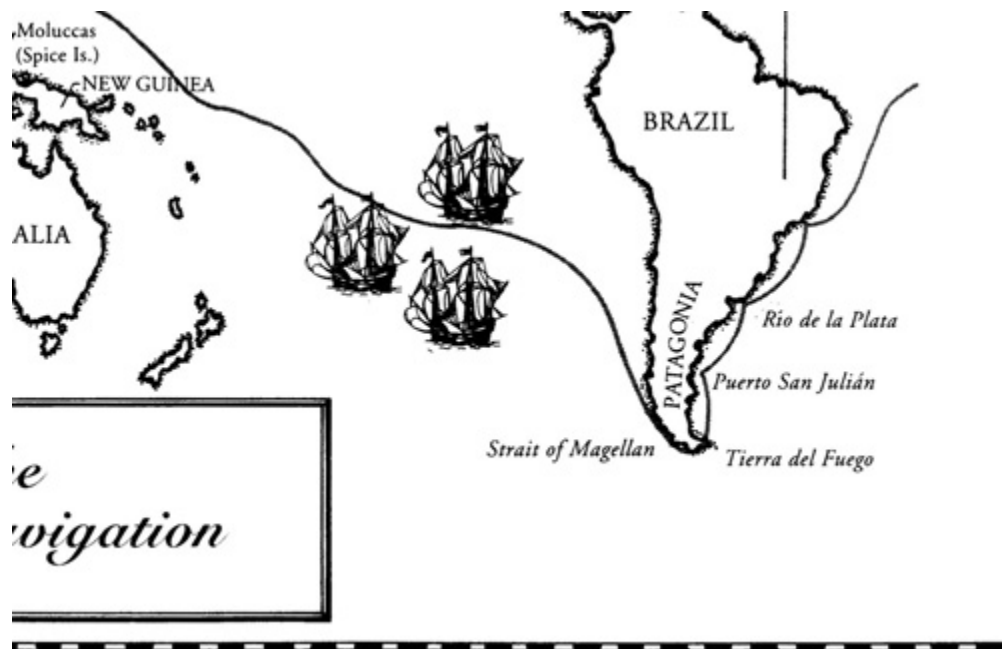 Moluccas
(Spice Is.)
NEW GUINEA
BRAZIL
ALIA
PATAGONIA
Río de la Plata
Puerto San Julián
Strait of Magellan
Tierra del Fuego
vigation